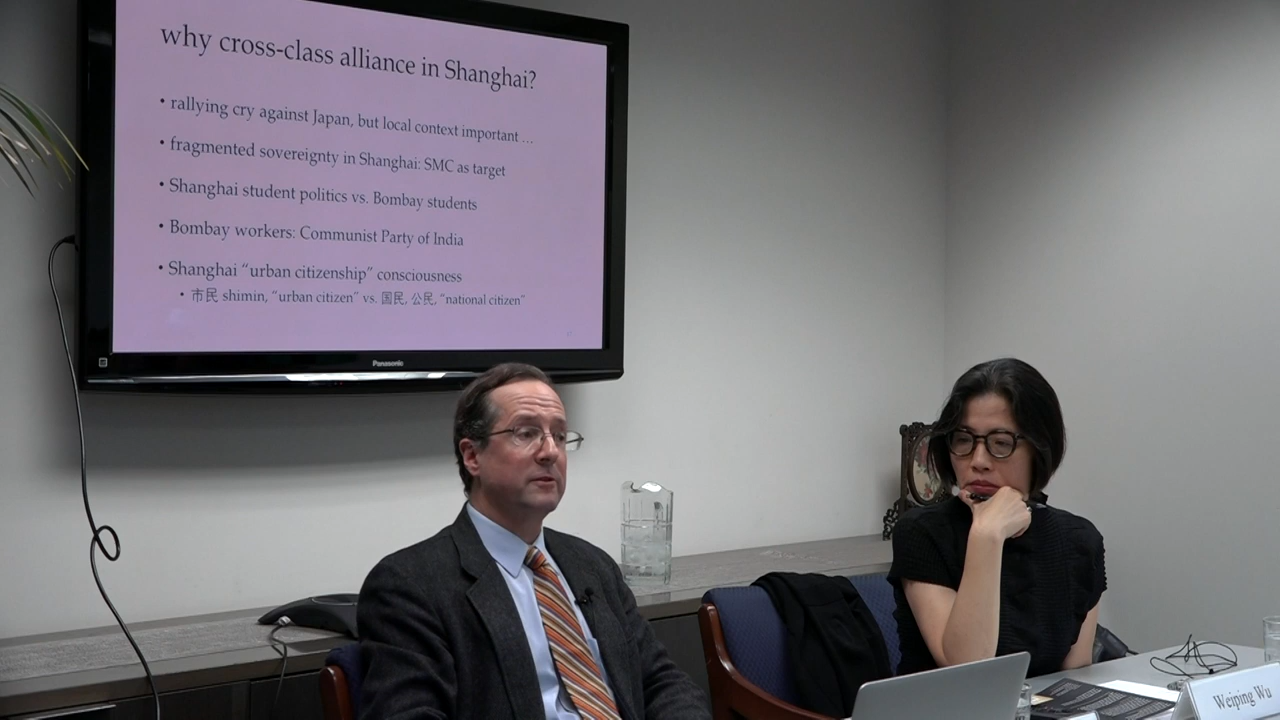 why cross-class alliance in Shanghai?
• rallying cry against Japan, but local context important …
• fragmented sovereignty in Shanghai: SMC as target
• Shanghai student politics vs. Bombay students
• Bombay workers: Communist Party of India
• Shanghai “urban citizenship” consciousness
• 市民 shimin, “urban citizen” vs. 国民, 公民, “national citizen”
Panasonic
Weiping Wu